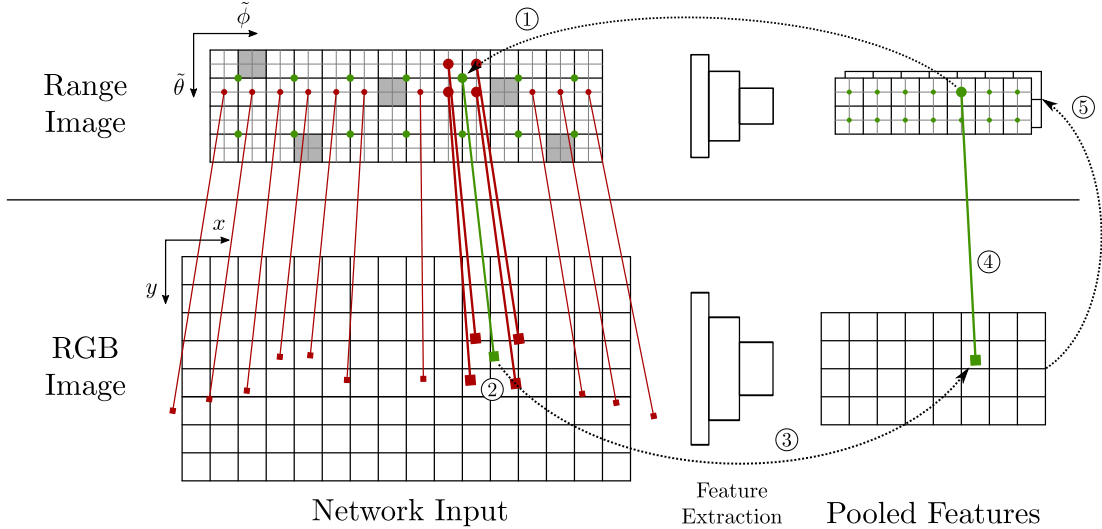 ϕ̃
①
Range
Image
θ̃
⑤
x
y
④
RGB
Image
②
③
Network Input
Feature
Extraction
Pooled Features